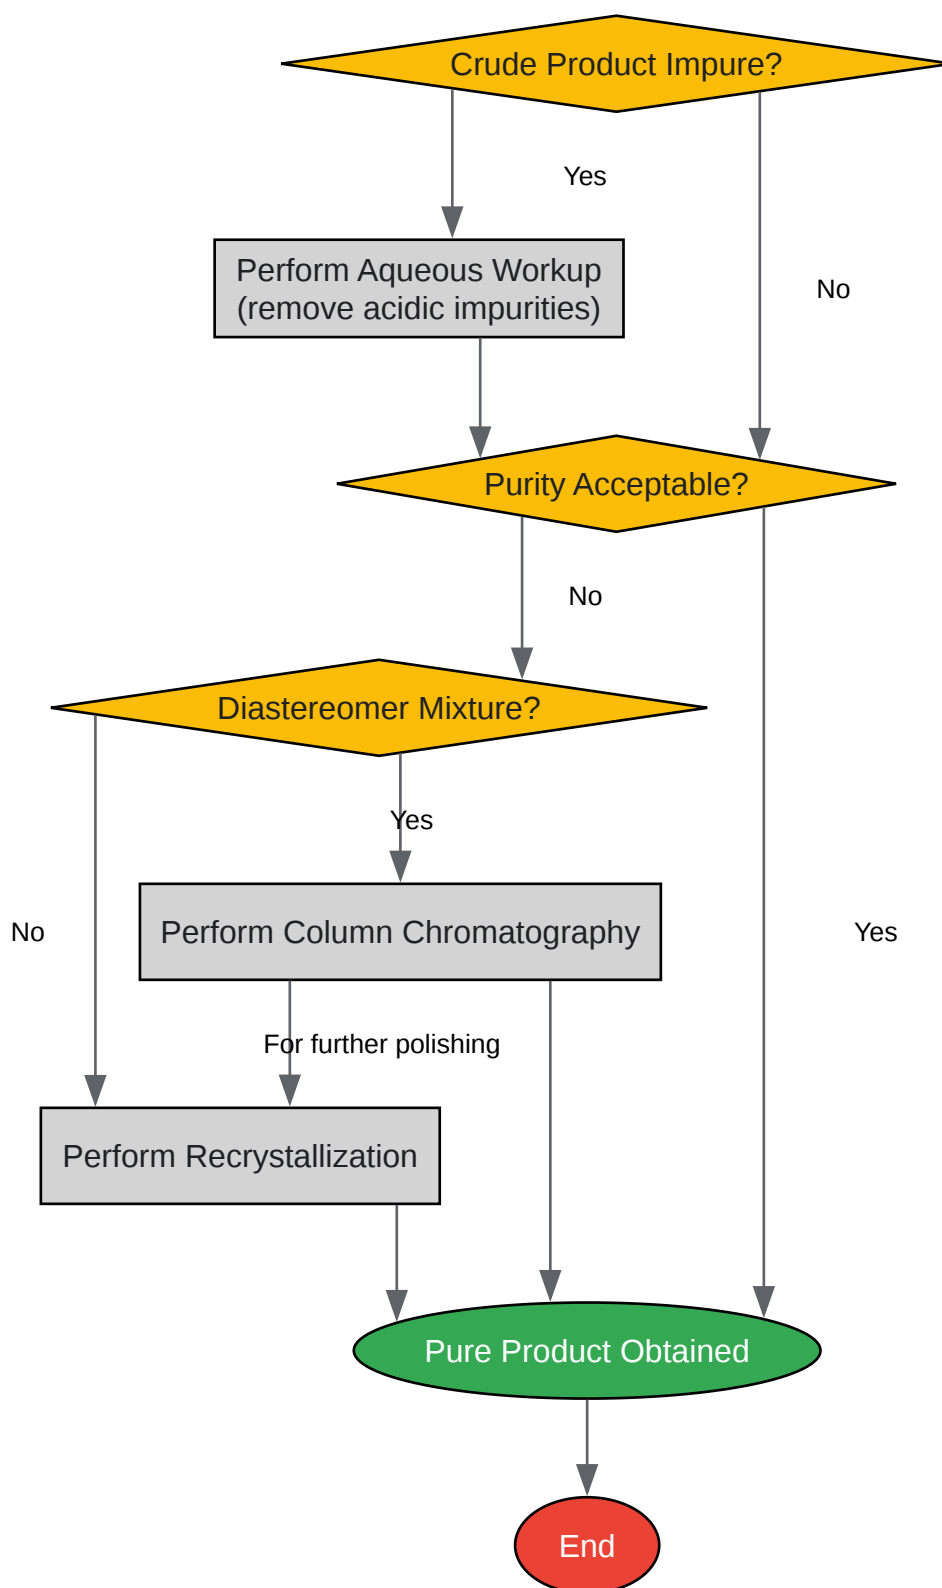 Crude Product Impure?
Yes
Perform Aqueous Workup
(remove acidic impurities)
No
Purity Acceptable?
No
Diastereomer Mixture?
Yes
Perform Column Chromatography
No
Yes
For further polishing
Perform Recrystallization
Pure Product Obtained
End